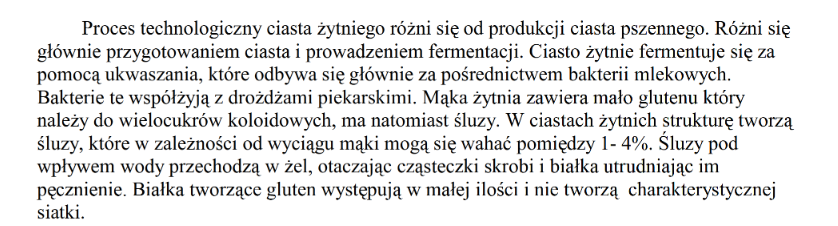 Proces technologiczny ciasta żytniego różni się od produkcji ciasta pszennego. Różni się
głównie przygotowaniem ciasta i prowadzeniem fermentacji. Ciasto żytnie fermentuje się za
pomocą ukwaszania, które odbywa się głównie za pośrednictwem bakterii mlekowych.
Bakterie te współżyją z drożdżami piekarskimi. Mąka żytnia zawiera mało glutenu który
należy do wielocukrów koloidowych, ma natomiast śluzy. W ciastach żytnich strukturę tworzą
śluzy, które w zależności od wyciągu mąki mogą się wahać pomiędzy 1- 4%. Śluzy pod
wpływem wody przechodzą w żel, otaczając cząsteczki skrobi i białka utrudniając im
pęcznienie. Białka tworzące gluten występują w małej ilości i nie tworzą  charakterystycznej
siatki.